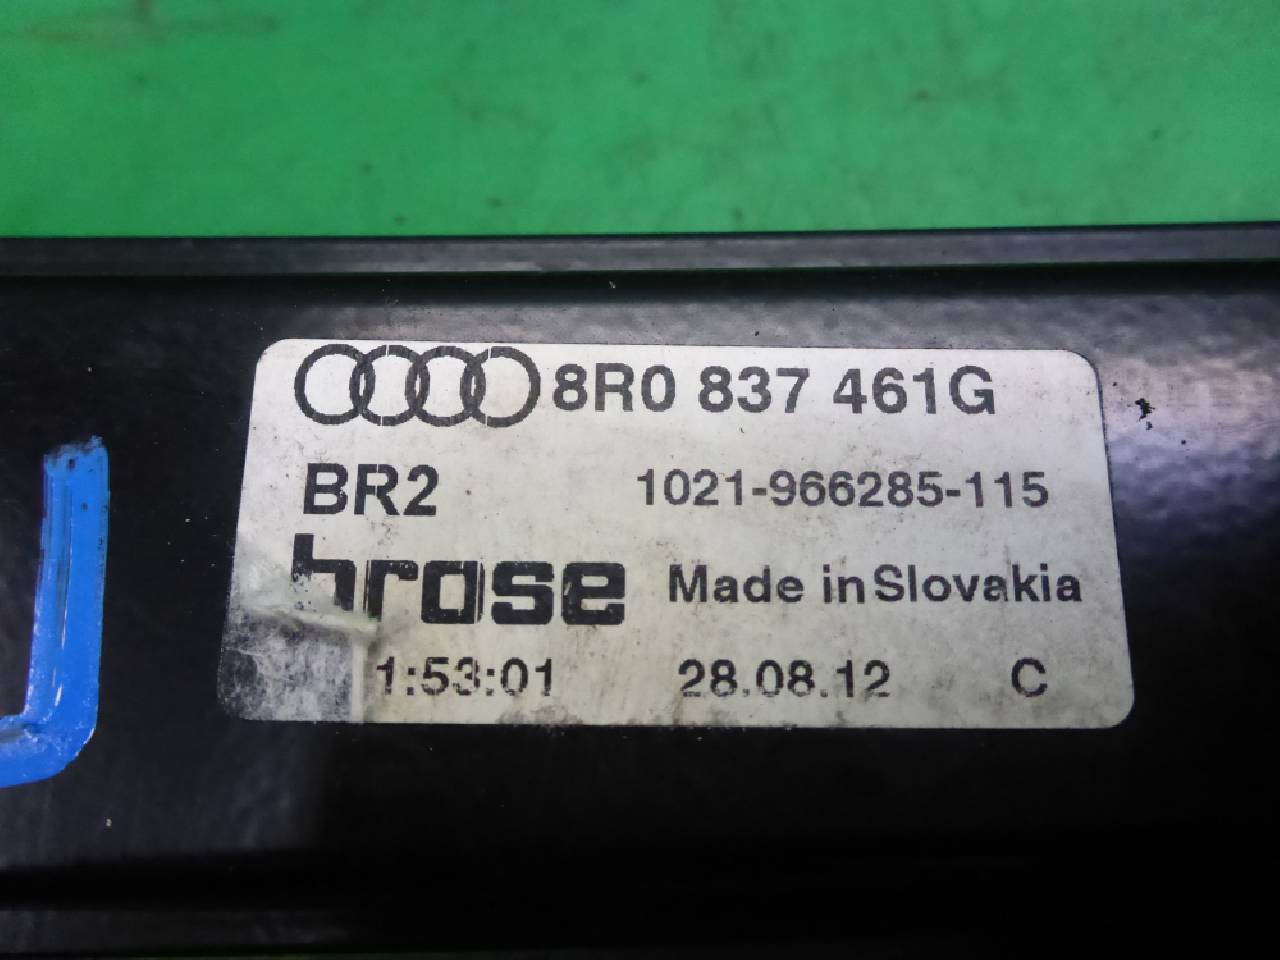 8R0 837 461G
BR2 1021-966285-115
brose Made in Slovakia
1:53:01 28.08.12 C